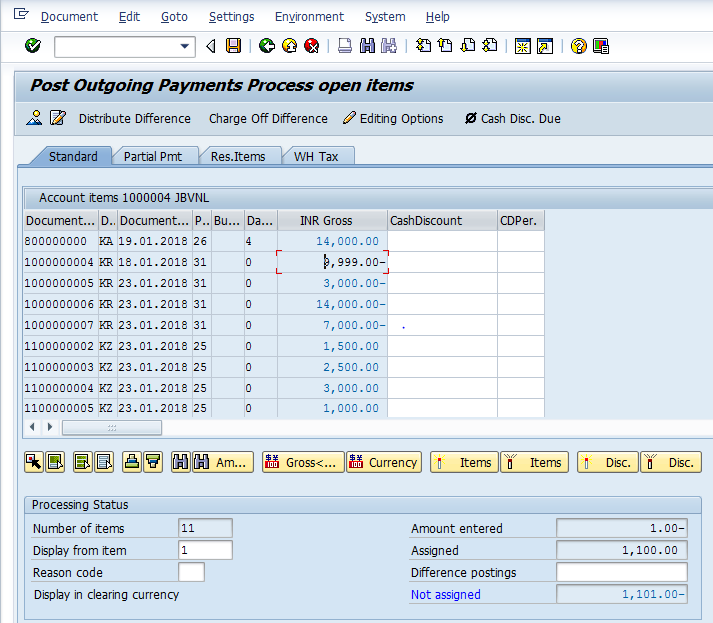 Document Edit Goto Settings Environment System Help
Post Outgoing Payments Process open items
Distribute Difference Charge Off Difference Editing Options Cash Disc. Due
Standard Partial Pmt Res.Items WH Tax
Account items 1000004 JBVNL
Document... D.. Document... P.. Bu... Da... INR Gross CashDiscount CDPer.
800000000 KA 19.01.2018 26 4 14,000.00
1000000004 KR 18.01.2018 31 0 9,999.00-
1000000005 KR 23.01.2018 31 0 3,000.00-
1000000006 KR 23.01.2018 31 0 14,000.00-
1000000007 KR 23.01.2018 31 0 7,000.00- .
1100000002 KZ 23.01.2018 25 0 1,500.00
1100000003 KZ 23.01.2018 25 0 2,500.00
1100000004 KZ 23.01.2018 25 0 3,000.00
1100000005 KZ 23.01.2018 25 0 1,000.00
Am... Gross<... Currency Items Items Disc. Disc.
Processing Status
Number of items 11 Amount entered 1.00-
Display from item 1 Assigned 1,100.00
Reason code Difference postings
Display in clearing currency Not assigned 1,101.00-